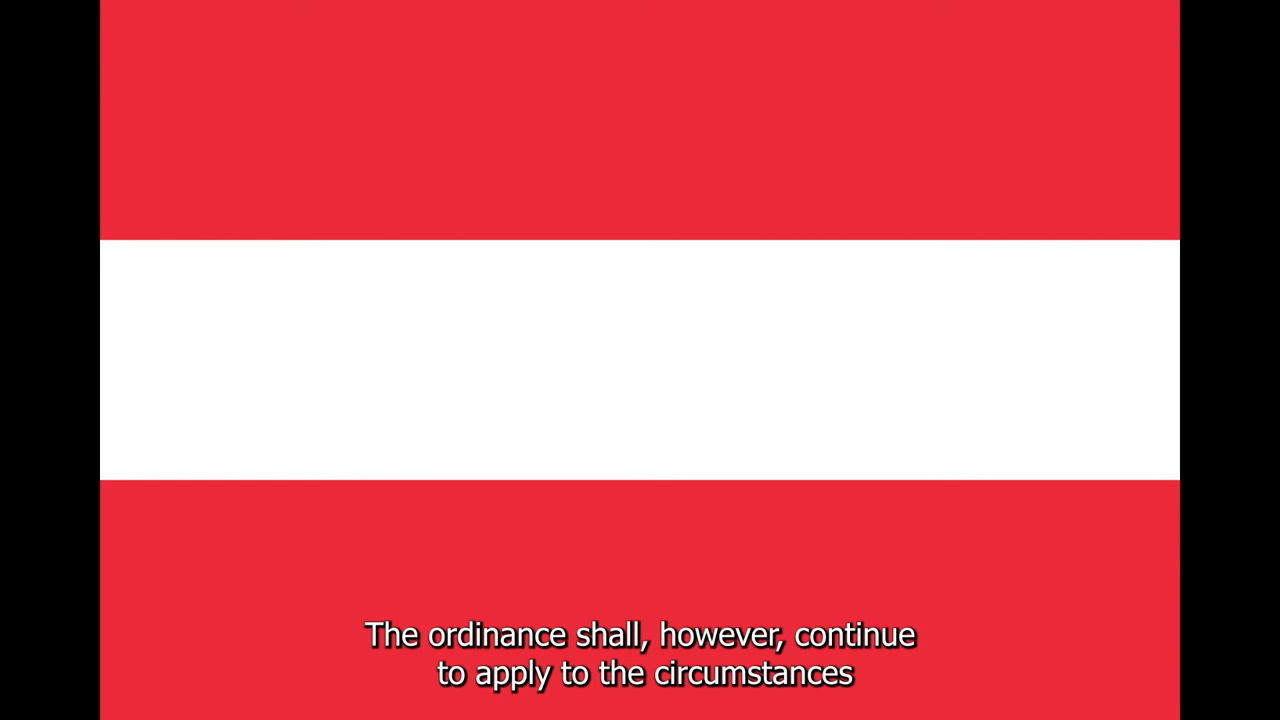 The ordinance shall, however, continue
to apply to the circumstances